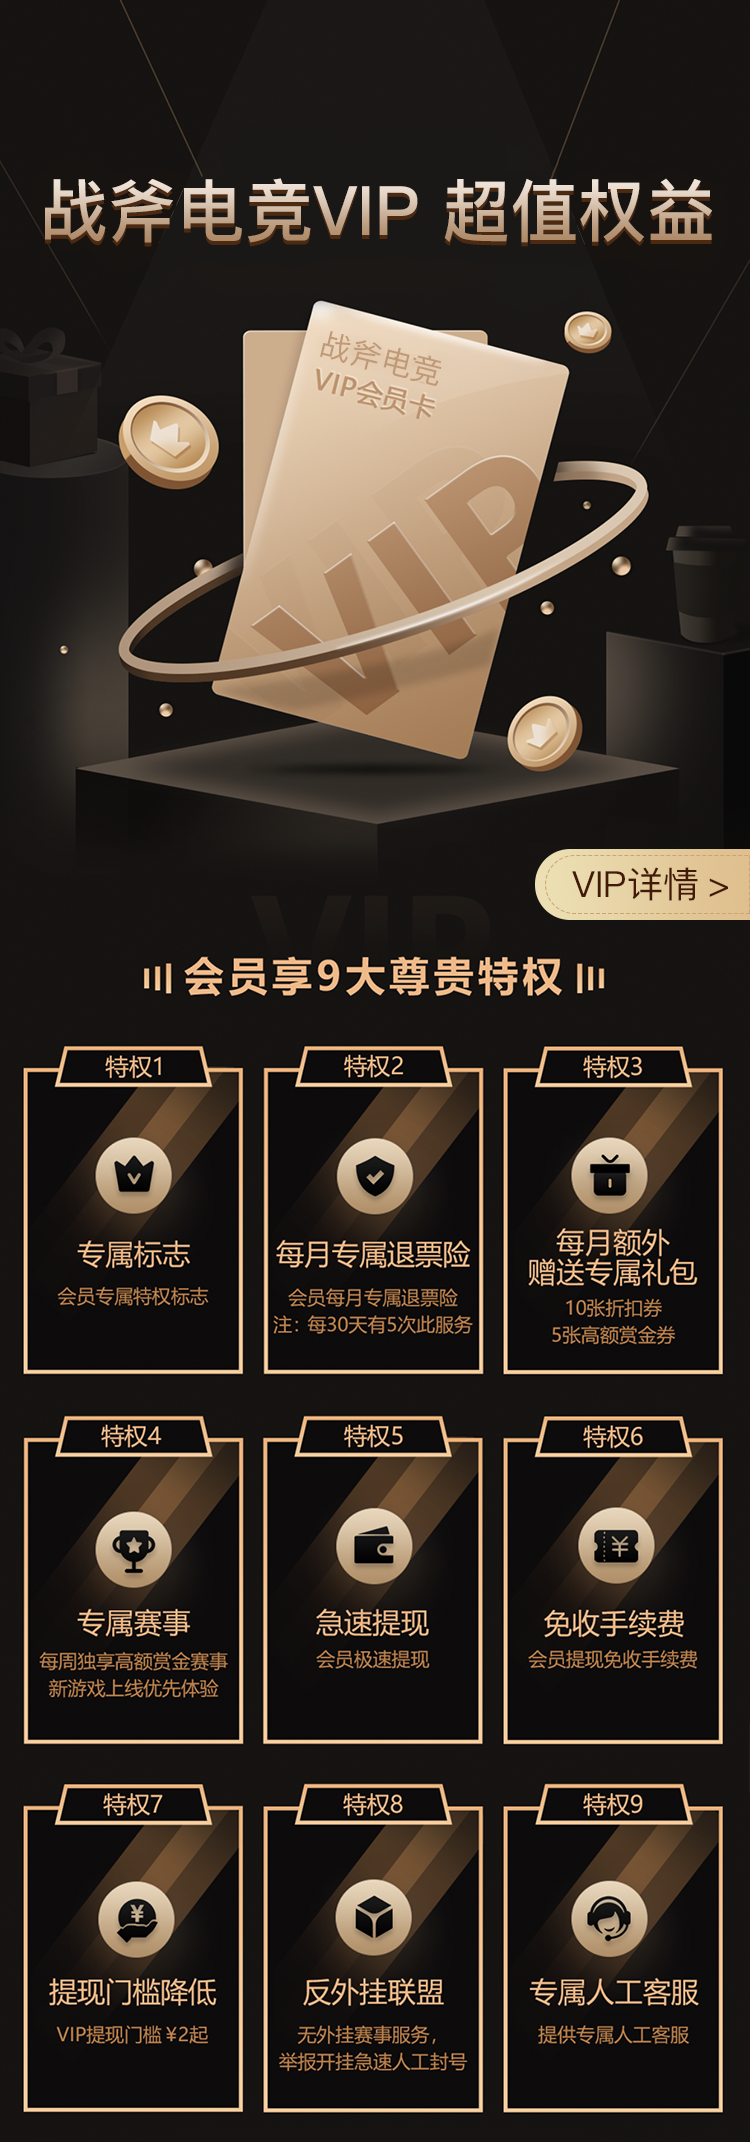 战斧电竞VIP 超值权益
战斧电竞
VIP会员卡
VIP
VIP详情 >
VIP
会员享9大尊贵特权
特权1
专属标志
会员专属特权标志
特权2
每月专属退票险
会员每月专属退票险
注：每30天有5次此服务
特权3
每月额外
赠送专属礼包
10张折扣券
5张高额赏金券
特权4
专属赛事
每周独享高额赏金赛事
新游戏上线优先体验
特权5
急速提现
会员极速提现
特权6
¥
免收手续费
会员提现免收手续费
特权7
¥
提现门槛降低
VIP提现门槛¥2起
特权8
反外挂联盟
无外挂赛事服务，
举报开挂急速人工封号
特权9
专属人工客服
提供专属人工客服